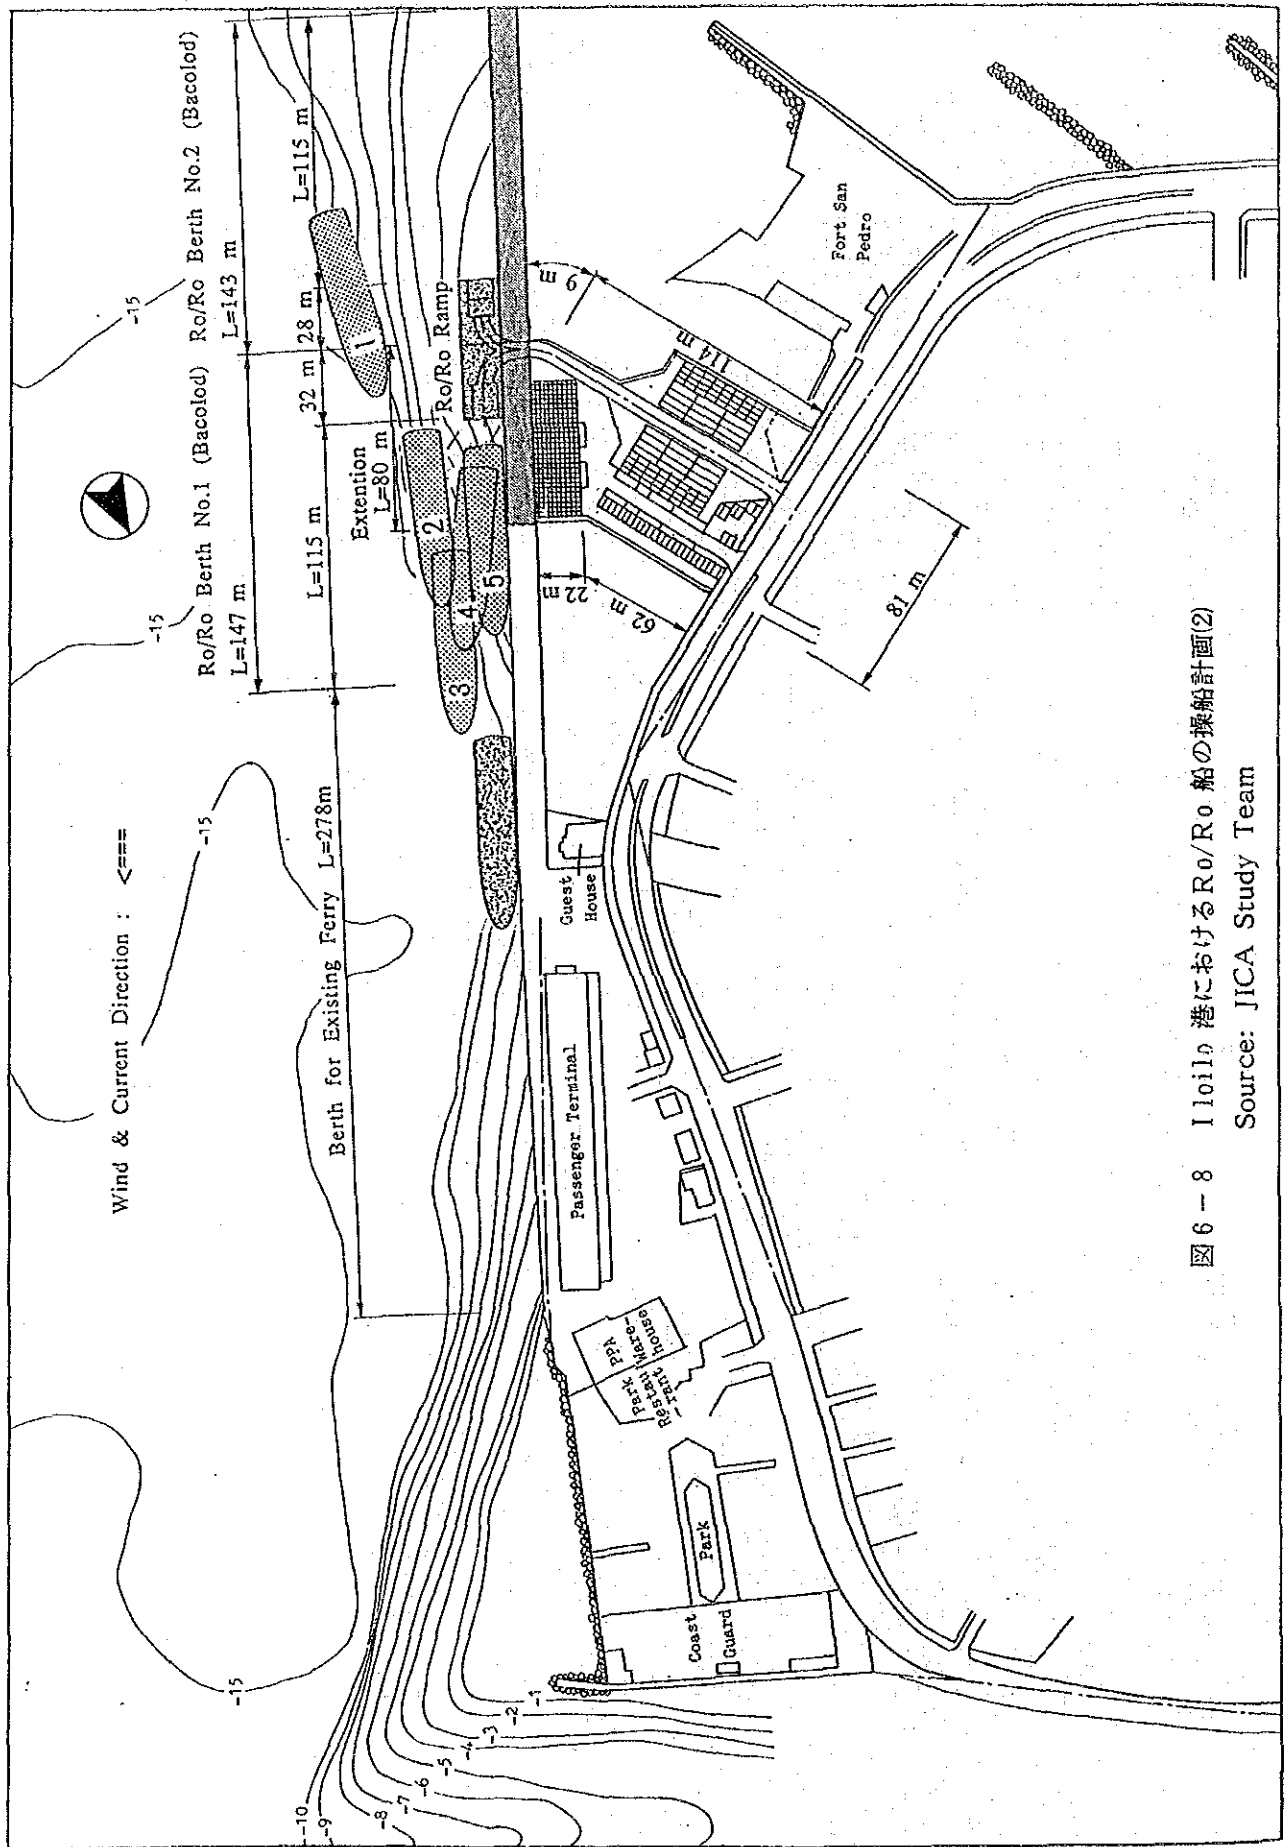 Wind & Current Direction : <===
Ro/Ro Berth No.1 (Bacolod)
Ro/Ro Berth No.2 (Bacolod)
L=147 m
L=143 m
Berth for Existing Ferry L=278m
L=115 m
32 m
28 m
L=115 m
Extention
L=80 m
Ro/Ro Ramp
1
2
3
4
5
-15
-15
-15
-15
-10
-9
-8
-7
-6
-5
-4
-3
-2
-1
Coast
Guard
Park
Park
Restau
-rant
PPA
Ware-
house
Passenger Terminal
Guest
House
22 m
62 m
9 m
114 m
81 m
Fort San
Pedro
図6-8 Iloilo 港におけるRo/Ro 船の操船計画(2)
Source: JICA Study Team